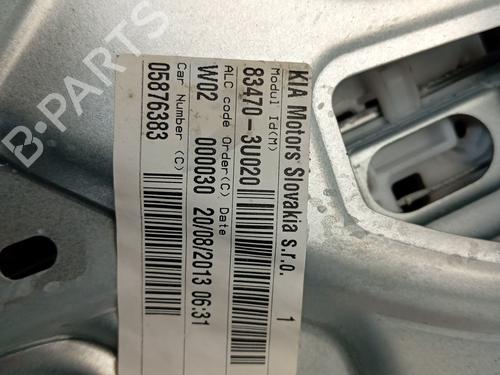 KIA Motors Slovakia s.r.o. 1
Modul Id(M)
83470-3U020
ALC code Order(C) Date
W02 000030 20/08/2013 06:31
Car Number (C)
05876383
B-PARTS